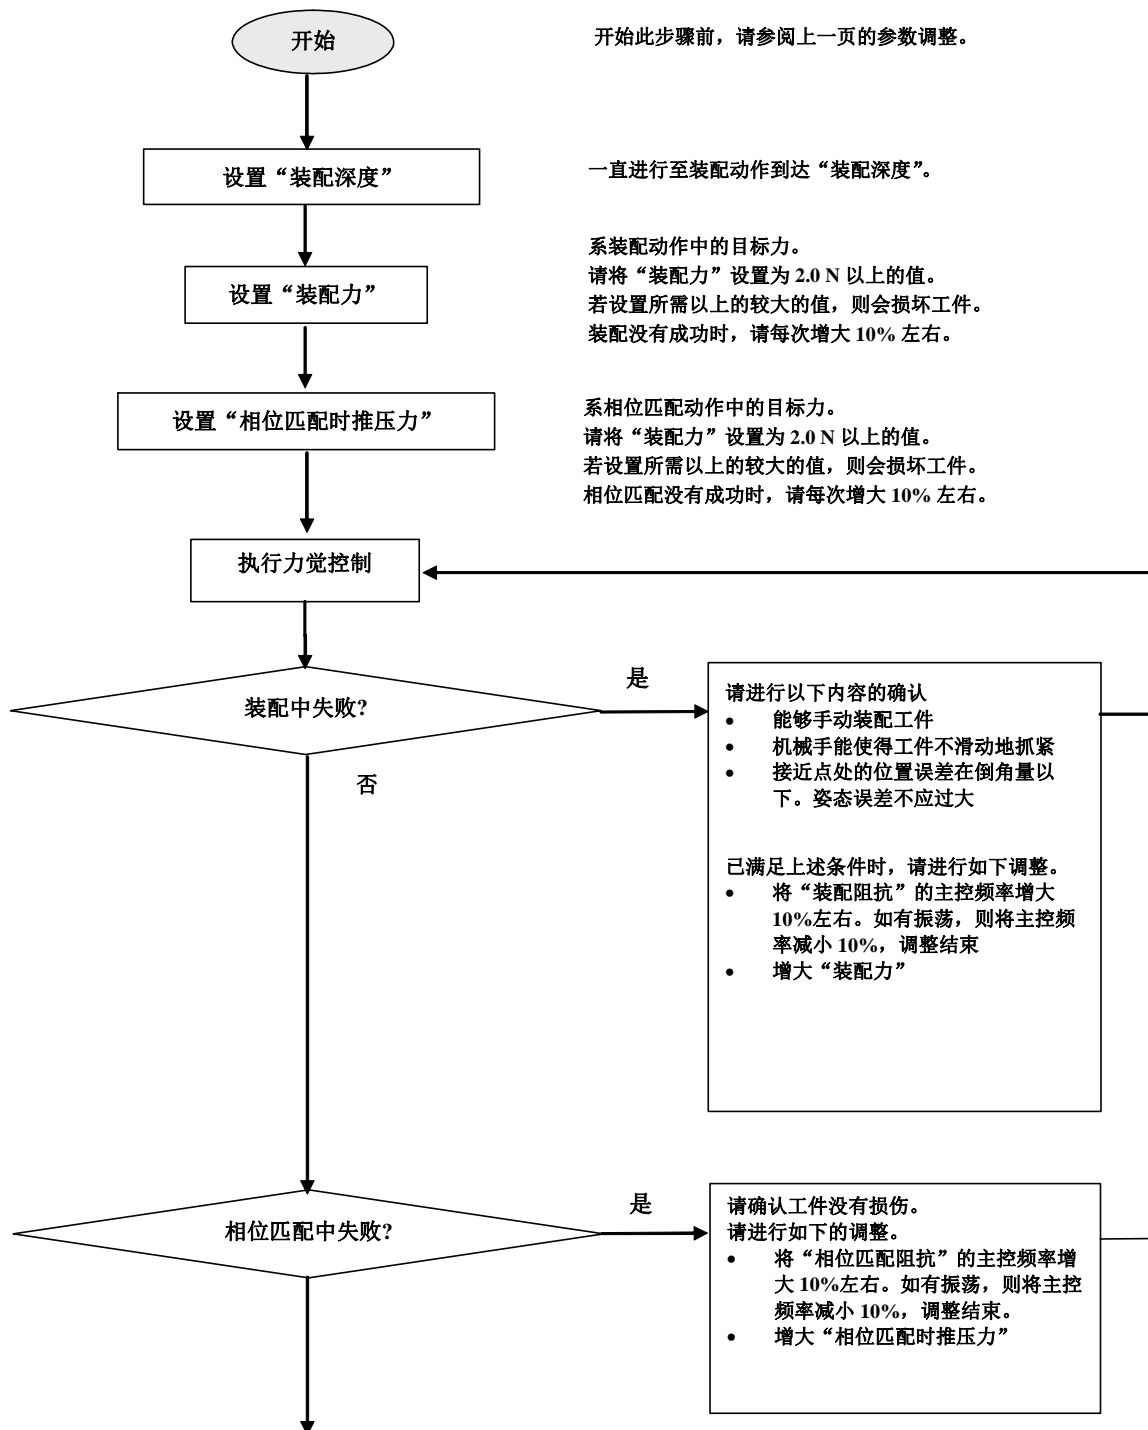 开始
开始此步骤前，请参阅上一页的参数调整。
设置“装配深度”
一直进行至装配动作到达“装配深度”。
设置“装配力”
系装配动作中的目标力。
请将“装配力”设置为 2.0 N 以上的值。
若设置所需以上的较大的值，则会损坏工件。
装配没有成功时，请每次增大 10% 左右。
设置“相位匹配时推压力”
系相位匹配动作中的目标力。
请将“装配力”设置为 2.0 N 以上的值。
若设置所需以上的较大的值，则会损坏工件。
相位匹配没有成功时，请每次增大 10% 左右。
执行力觉控制
装配中失败?
是
否
请进行以下内容的确认
• 能够手动装配工件
• 机械手能使得工件不滑动地抓紧
• 接近点处的位置误差在倒角量以
下。姿态误差不应过大
已满足上述条件时，请进行如下调整。
• 将“装配阻抗”的主控频率增大
10%左右。如有振荡，则将主控频
率减小 10%，调整结束
• 增大“装配力”
相位匹配中失败?
是
请确认工件没有损伤。
请进行如下的调整。
• 将“相位匹配阻抗”的主控频率增
大 10%左右。如有振荡，则将主控
频率减小 10%，调整结束。
• 增大“相位匹配时推压力”